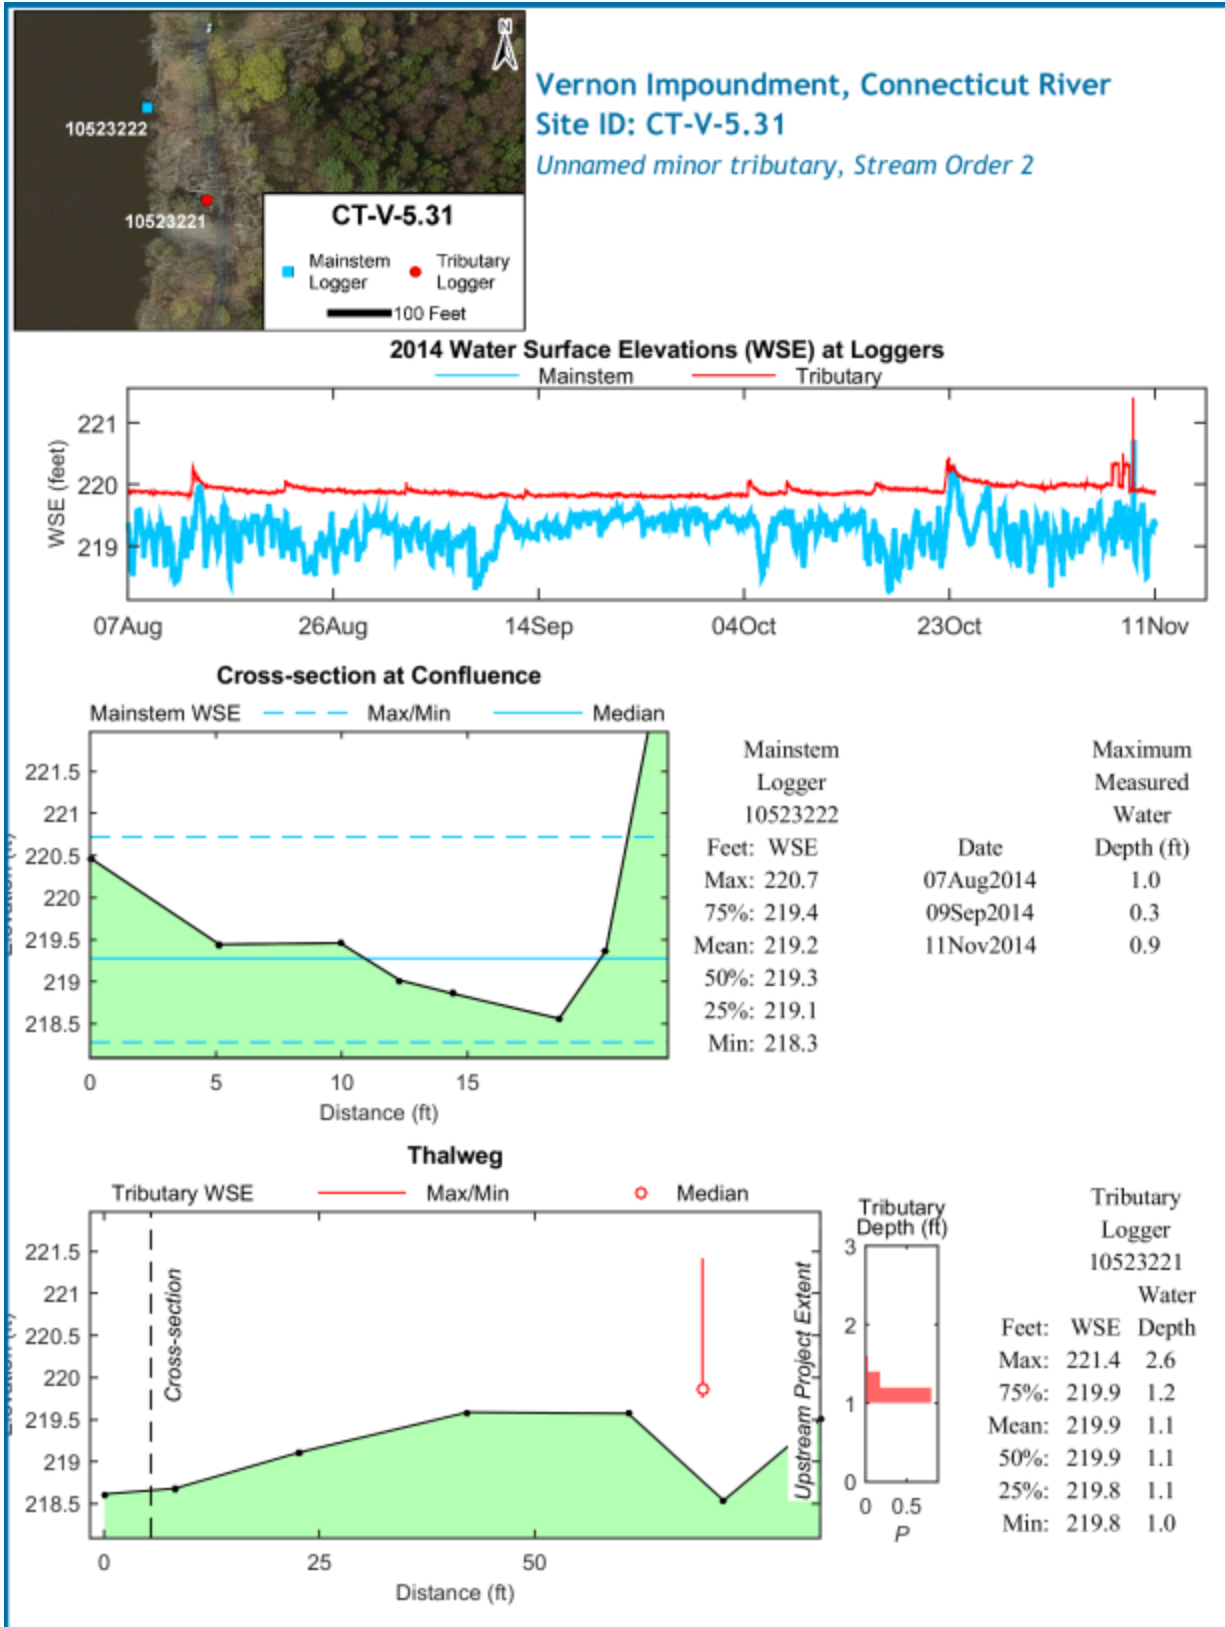 N
10523222
10523221
CT-V-5.31
Mainstem Logger
Tributary Logger
100 Feet
Vernon Impoundment, Connecticut River
Site ID: CT-V-5.31
Unnamed minor tributary, Stream Order 2
2014 Water Surface Elevations (WSE) at Loggers
Mainstem Tributary
WSE (feet)
221
220
219
07Aug 26Aug 14Sep 04Oct 23Oct 11Nov
Cross-section at Confluence
Mainstem WSE Max/Min Median
221.5
221
220.5
220
219.5
219
218.5
0 5 10 15
Distance (ft)
Mainstem Maximum
Logger Measured
10523222 Water
Feet: WSE Date Depth (ft)
Max: 220.7 07Aug2014 1.0
75%: 219.4 09Sep2014 0.3
Mean: 219.2 11Nov2014 0.9
50%: 219.3
25%: 219.1
Min: 218.3
Thalweg
Tributary WSE Max/Min Median
221.5
221
220.5
220
219.5
219
218.5
Cross-section
Upstream Project Extent
0 25 50
Distance (ft)
Tributary
Depth (ft)
3
2
1
0
0 0.5
P
Tributary
Logger
10523221
Water
Feet: WSE Depth
Max: 221.4 2.6
75%: 219.9 1.2
Mean: 219.9 1.1
50%: 219.9 1.1
25%: 219.8 1.1
Min: 219.8 1.0